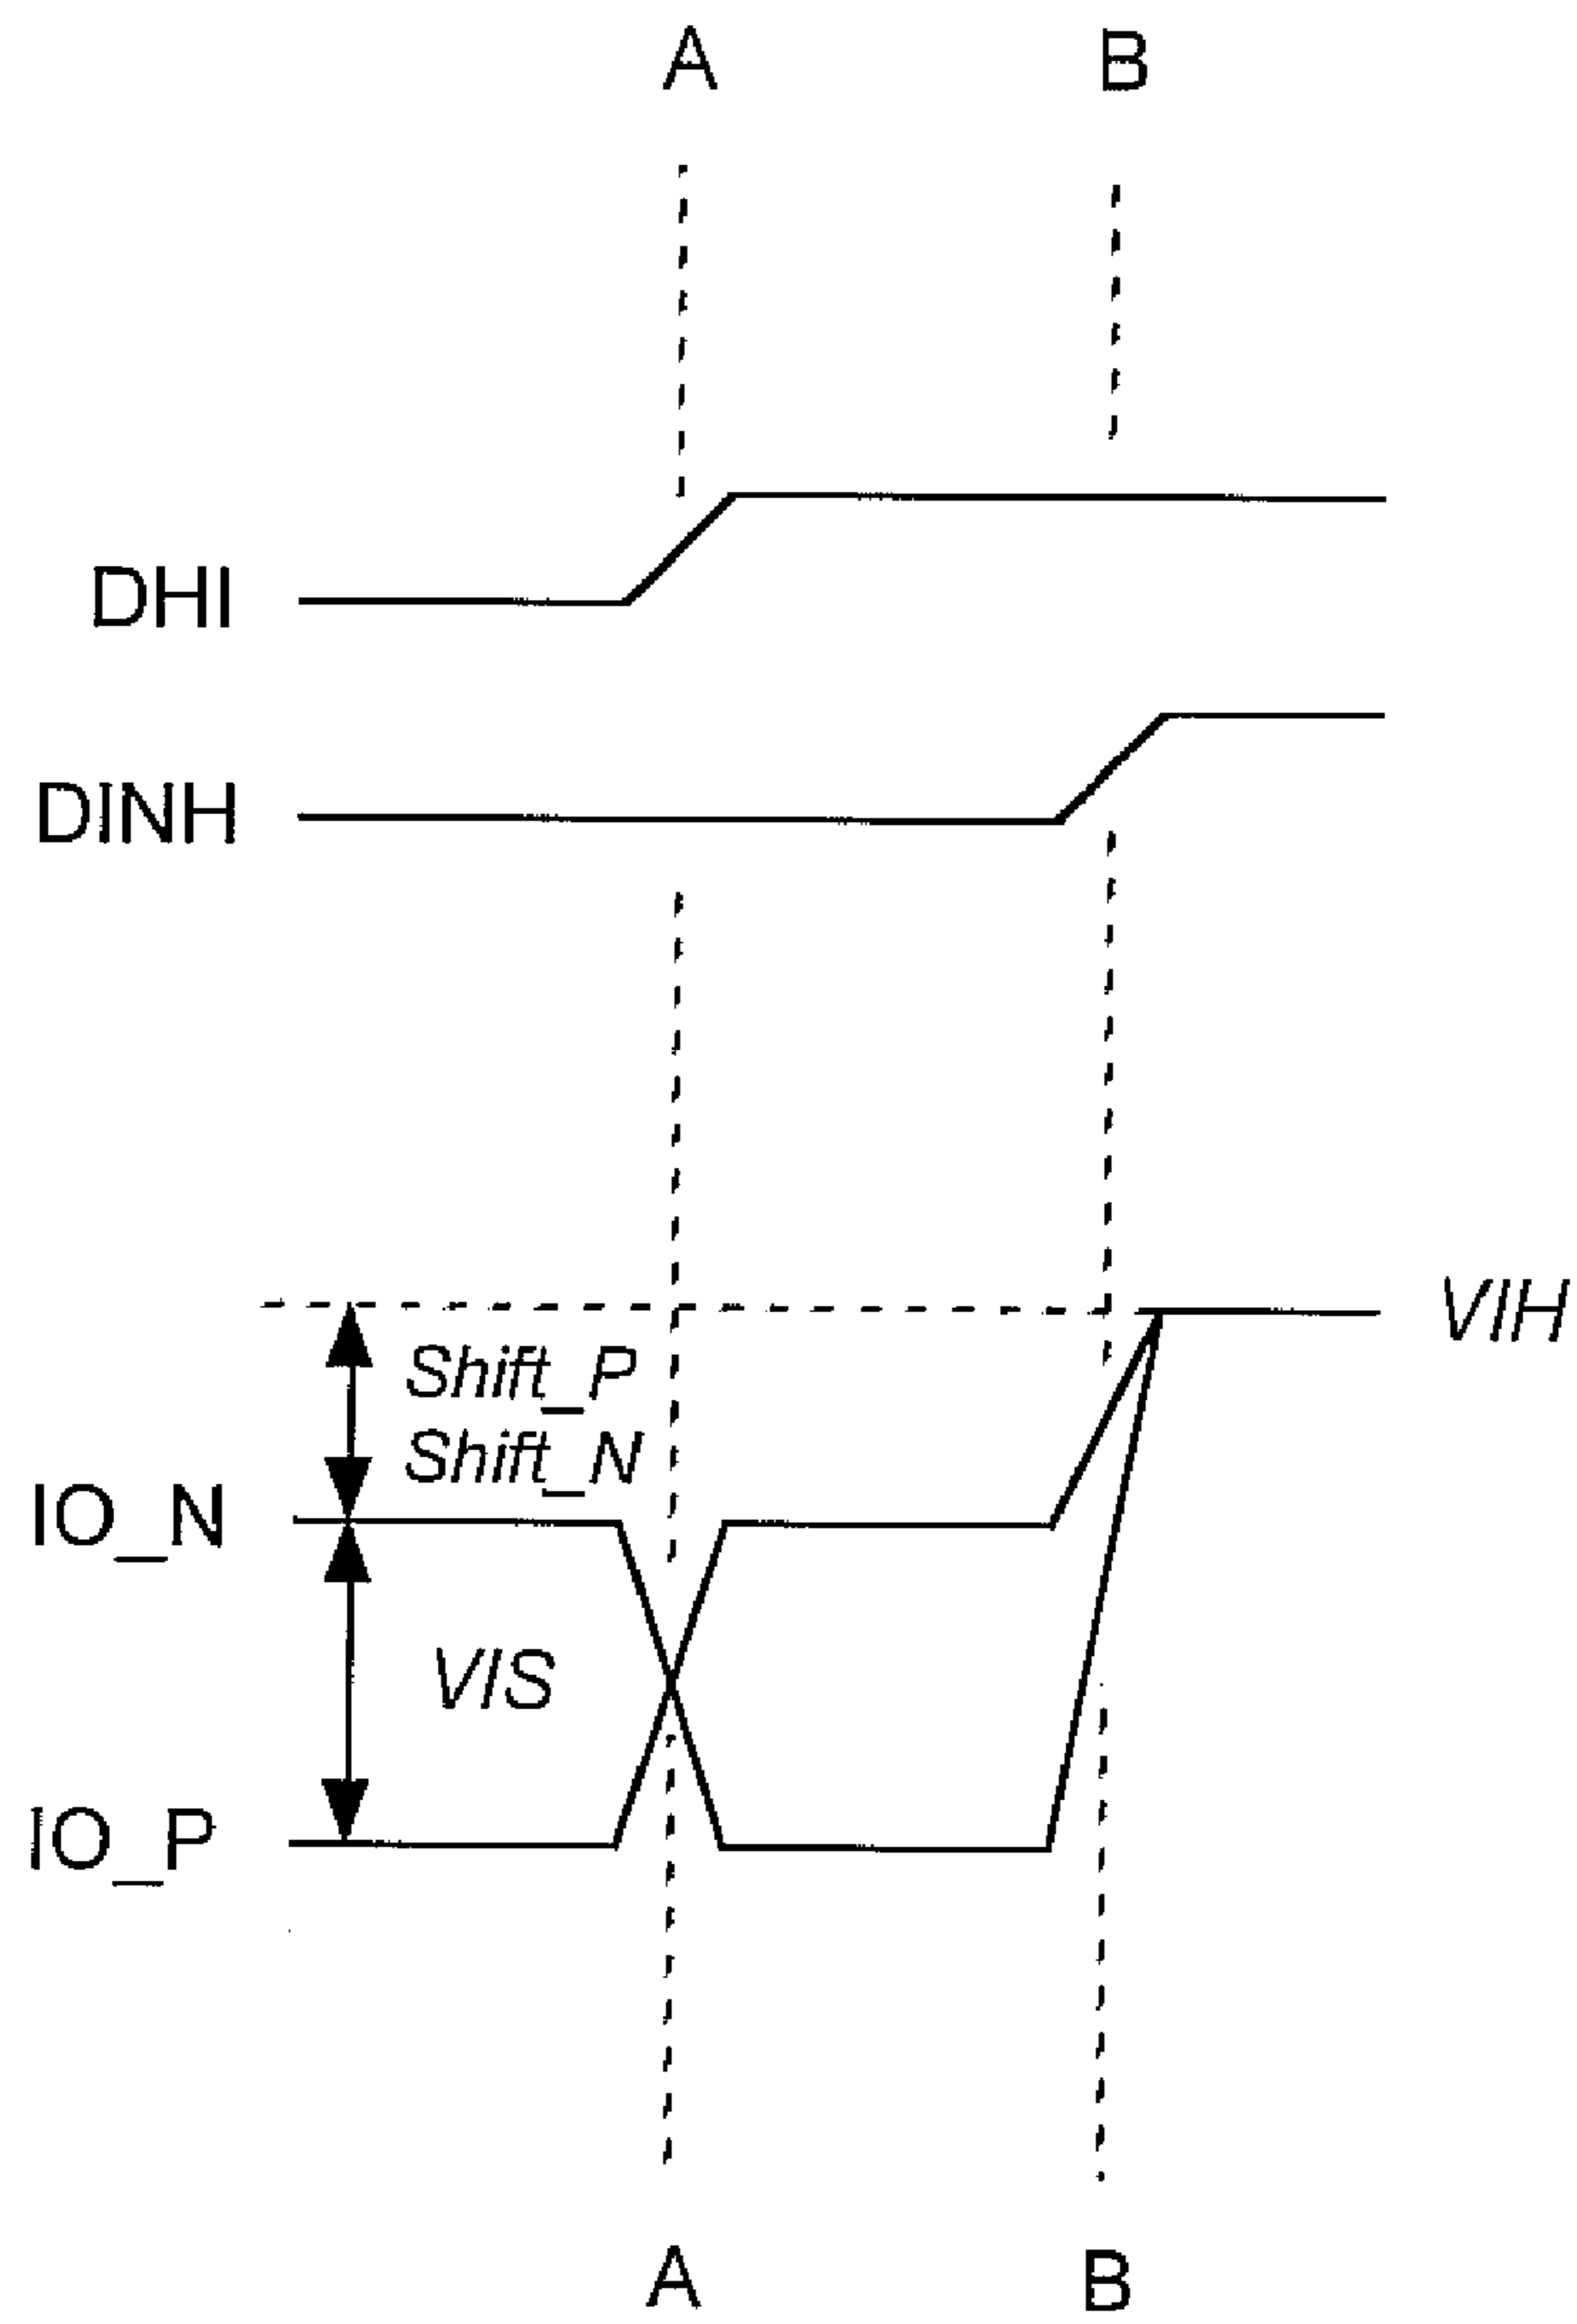 A B
DHI
DINH
VIH
Shift_P
Shift_N
IO_N
VIS
IO_P
A B